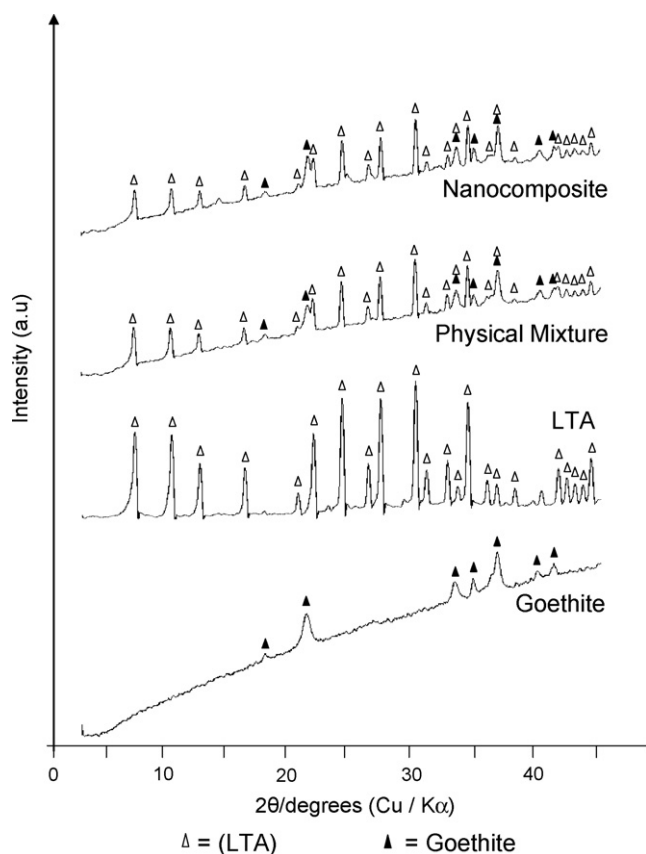 Intensity (a.u)
Nanocomposite
Physical Mixture
LTA
Goethite
0 10 20 30 40
2θ/degrees (Cu / Kα)
△ = (LTA) ▲ = Goethite